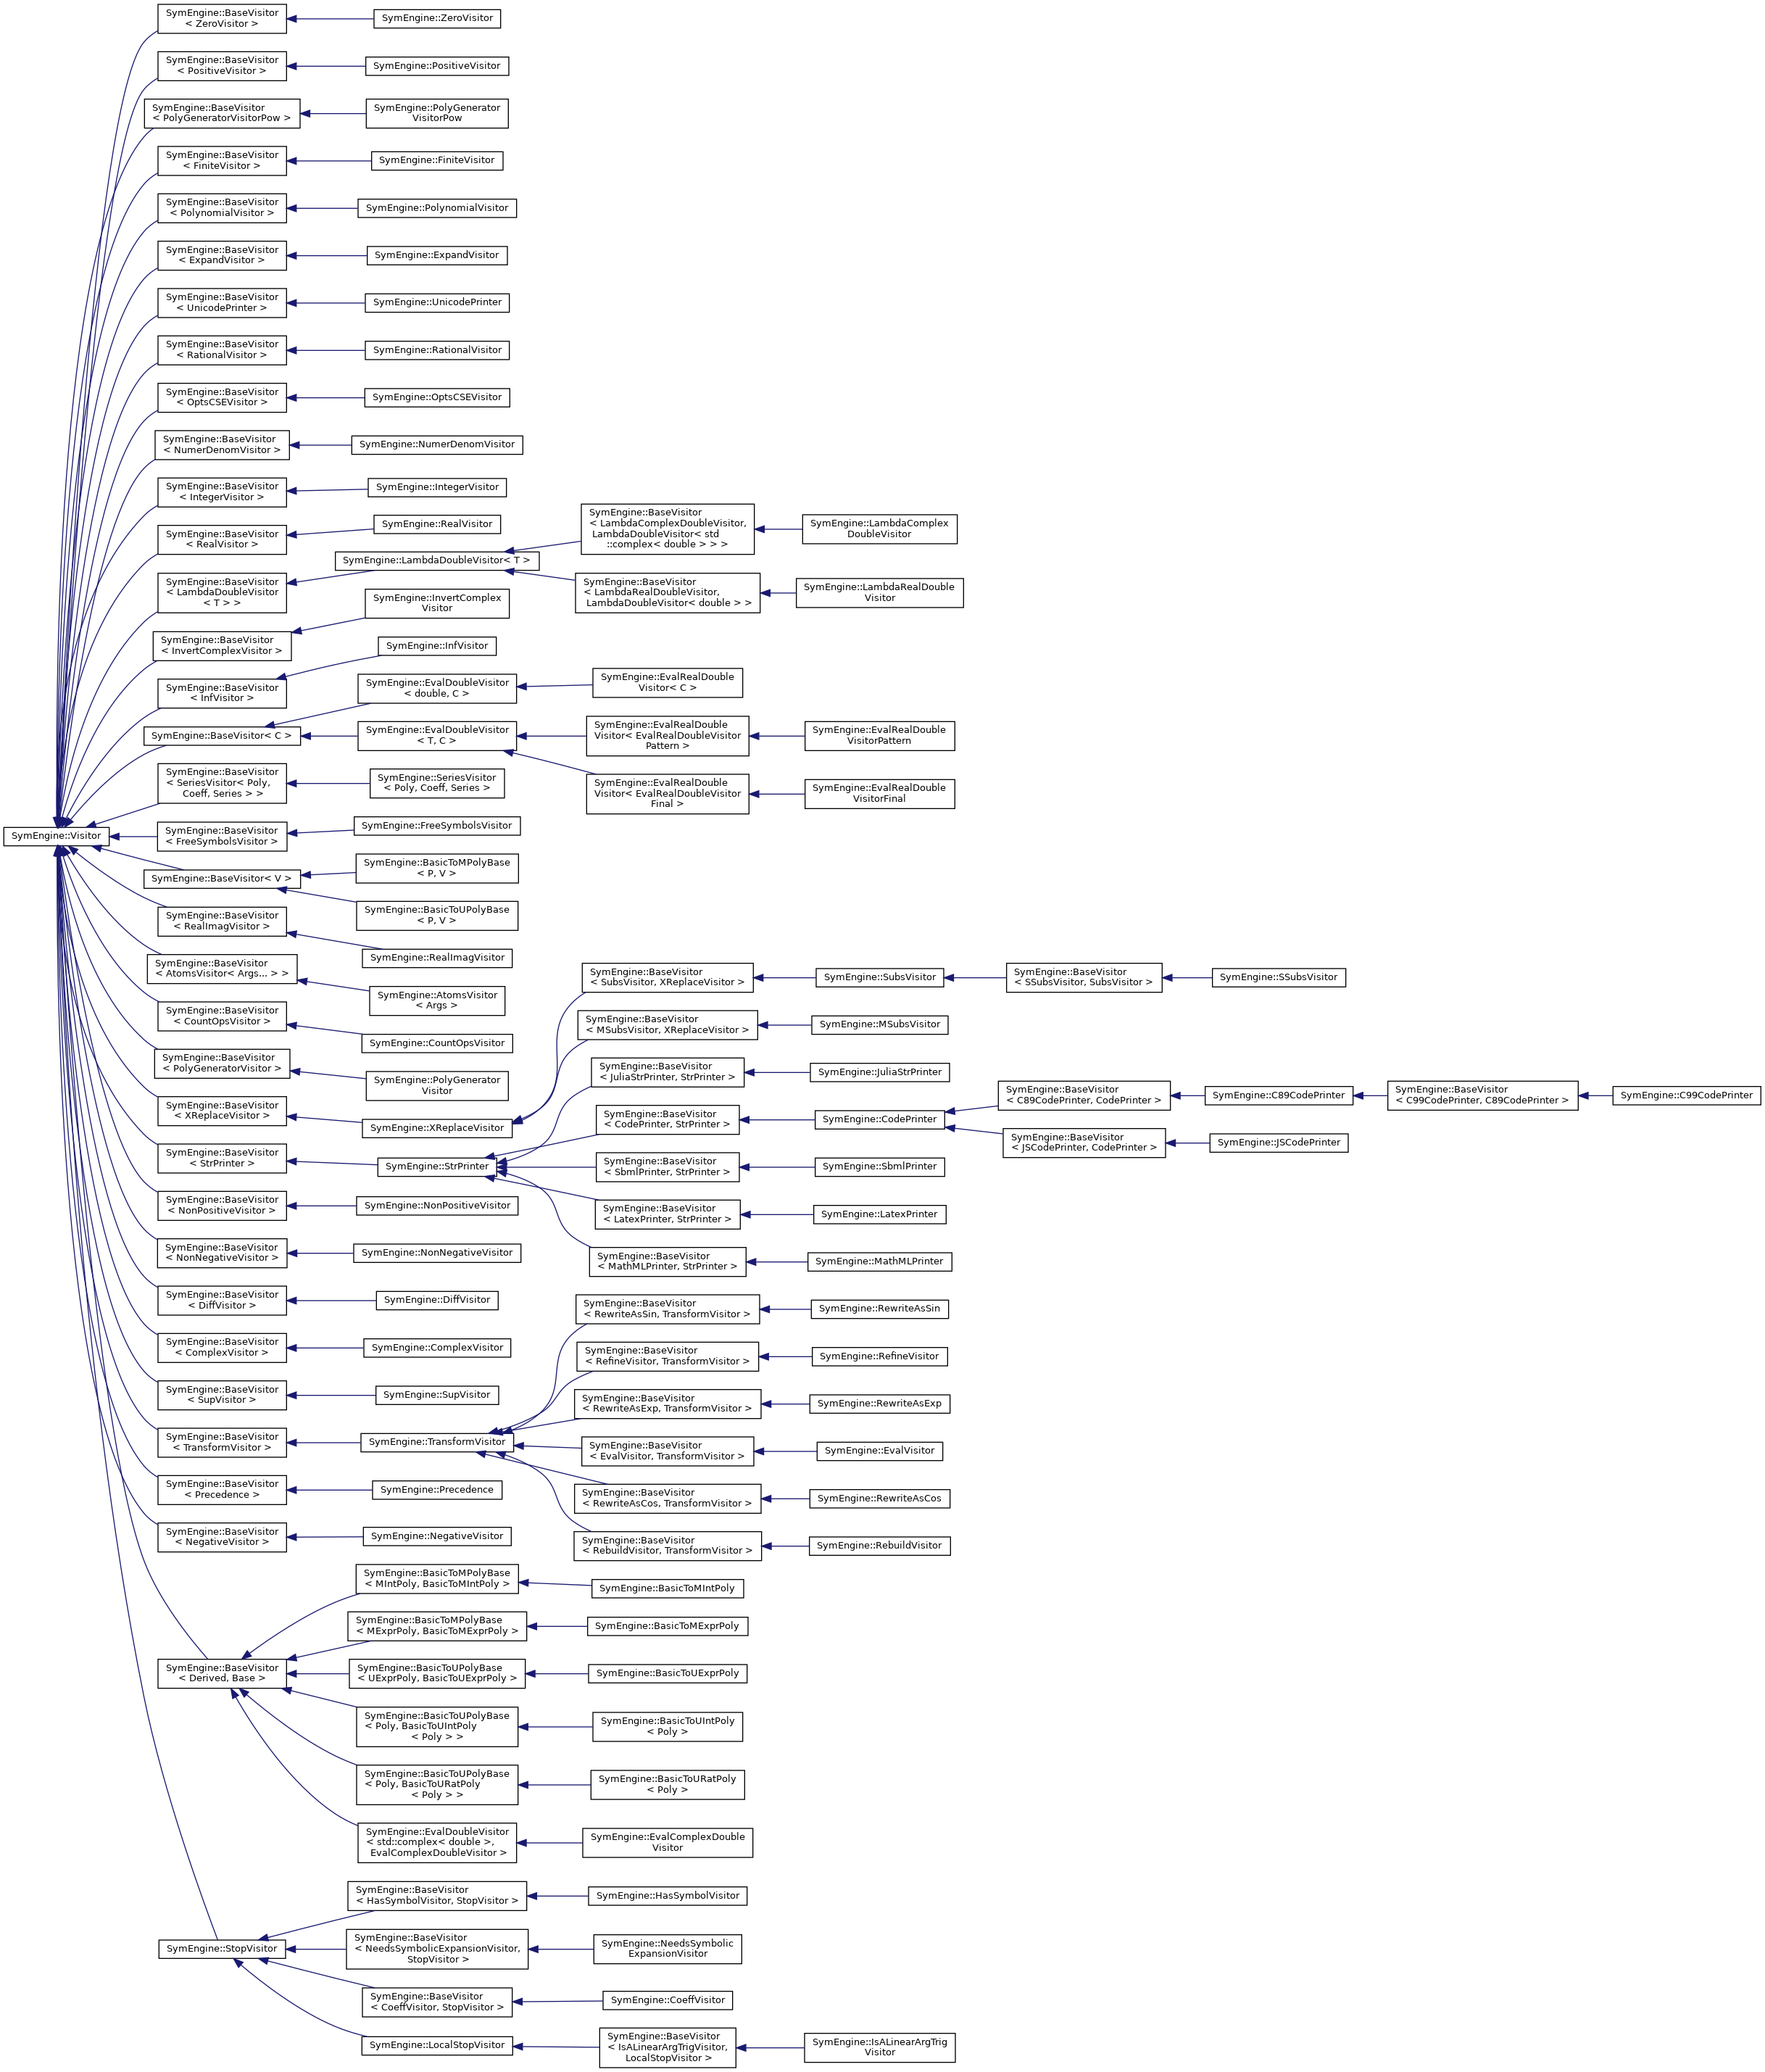 SymEngine::BaseVisitor
< ZeroVisitor >
SymEngine::ZeroVisitor
SymEngine::BaseVisitor
< PositiveVisitor >
SymEngine::PositiveVisitor
SymEngine::BaseVisitor
< PolyGeneratorVisitorPow >
SymEngine::PolyGenerator
VisitorPow
SymEngine::BaseVisitor
< FiniteVisitor >
SymEngine::FiniteVisitor
SymEngine::BaseVisitor
< PolynomialVisitor >
SymEngine::PolynomialVisitor
SymEngine::BaseVisitor
< ExpandVisitor >
SymEngine::ExpandVisitor
SymEngine::BaseVisitor
< UnicodePrinter >
SymEngine::UnicodePrinter
SymEngine::BaseVisitor
< RationalVisitor >
SymEngine::RationalVisitor
SymEngine::BaseVisitor
< OptsCSEVisitor >
SymEngine::OptsCSEVisitor
SymEngine::BaseVisitor
< NumerDenomVisitor >
SymEngine::NumerDenomVisitor
SymEngine::BaseVisitor
< IntegerVisitor >
SymEngine::IntegerVisitor
SymEngine::BaseVisitor
< RealVisitor >
SymEngine::RealVisitor
SymEngine::BaseVisitor
< LambdaDoubleVisitor
< T > >
SymEngine::LambdaDoubleVisitor< T >
SymEngine::BaseVisitor
< LambdaComplexDoubleVisitor,
LambdaDoubleVisitor< std
::complex< double > > >
SymEngine::LambdaComplex
DoubleVisitor
SymEngine::BaseVisitor
< LambdaRealDoubleVisitor,
LambdaDoubleVisitor< double > >
SymEngine::LambdaRealDouble
Visitor
SymEngine::BaseVisitor
< InvertComplexVisitor >
SymEngine::InvertComplex
Visitor
SymEngine::BaseVisitor
< InfVisitor >
SymEngine::InfVisitor
SymEngine::BaseVisitor< C >
SymEngine::EvalDoubleVisitor
< double, C >
SymEngine::EvalRealDouble
Visitor< C >
SymEngine::EvalDoubleVisitor
< T, C >
SymEngine::EvalRealDouble
Visitor< EvalRealDoubleVisitor
Pattern >
SymEngine::EvalRealDouble
VisitorPattern
SymEngine::EvalRealDouble
Visitor< EvalRealDoubleVisitor
Final >
SymEngine::EvalRealDouble
VisitorFinal
SymEngine::BaseVisitor
< SeriesVisitor< Poly,
Coeff, Series > >
SymEngine::SeriesVisitor
< Poly, Coeff, Series >
SymEngine::Visitor
SymEngine::BaseVisitor
< FreeSymbolsVisitor >
SymEngine::FreeSymbolsVisitor
SymEngine::BaseVisitor< V >
SymEngine::BasicToMPolyBase
< P, V >
SymEngine::BasicToUPolyBase
< P, V >
SymEngine::BaseVisitor
< RealImagVisitor >
SymEngine::RealImagVisitor
SymEngine::BaseVisitor
< AtomsVisitor< Args... > >
SymEngine::AtomsVisitor
< Args >
SymEngine::BaseVisitor
< CountOpsVisitor >
SymEngine::CountOpsVisitor
SymEngine::BaseVisitor
< PolyGeneratorVisitor >
SymEngine::PolyGenerator
Visitor
SymEngine::BaseVisitor
< XReplaceVisitor >
SymEngine::XReplaceVisitor
SymEngine::BaseVisitor
< SubsVisitor, XReplaceVisitor >
SymEngine::SubsVisitor
SymEngine::BaseVisitor
< SSubsVisitor, SubsVisitor >
SymEngine::SSubsVisitor
SymEngine::BaseVisitor
< MSubsVisitor, XReplaceVisitor >
SymEngine::MSubsVisitor
SymEngine::BaseVisitor
< StrPrinter >
SymEngine::StrPrinter
SymEngine::BaseVisitor
< JuliaStrPrinter, StrPrinter >
SymEngine::JuliaStrPrinter
SymEngine::BaseVisitor
< CodePrinter, StrPrinter >
SymEngine::CodePrinter
SymEngine::BaseVisitor
< C89CodePrinter, CodePrinter >
SymEngine::C89CodePrinter
SymEngine::BaseVisitor
< C99CodePrinter, C89CodePrinter >
SymEngine::C99CodePrinter
SymEngine::BaseVisitor
< JSCodePrinter, CodePrinter >
SymEngine::JSCodePrinter
SymEngine::BaseVisitor
< SbmlPrinter, StrPrinter >
SymEngine::SbmlPrinter
SymEngine::BaseVisitor
< LatexPrinter, StrPrinter >
SymEngine::LatexPrinter
SymEngine::BaseVisitor
< MathMLPrinter, StrPrinter >
SymEngine::MathMLPrinter
SymEngine::BaseVisitor
< NonPositiveVisitor >
SymEngine::NonPositiveVisitor
SymEngine::BaseVisitor
< NonNegativeVisitor >
SymEngine::NonNegativeVisitor
SymEngine::BaseVisitor
< DiffVisitor >
SymEngine::DiffVisitor
SymEngine::BaseVisitor
< ComplexVisitor >
SymEngine::ComplexVisitor
SymEngine::BaseVisitor
< SupVisitor >
SymEngine::SupVisitor
SymEngine::BaseVisitor
< TransformVisitor >
SymEngine::TransformVisitor
SymEngine::BaseVisitor
< RewriteAsSin, TransformVisitor >
SymEngine::RewriteAsSin
SymEngine::BaseVisitor
< RefineVisitor, TransformVisitor >
SymEngine::RefineVisitor
SymEngine::BaseVisitor
< RewriteAsExp, TransformVisitor >
SymEngine::RewriteAsExp
SymEngine::BaseVisitor
< EvalVisitor, TransformVisitor >
SymEngine::EvalVisitor
SymEngine::BaseVisitor
< RewriteAsCos, TransformVisitor >
SymEngine::RewriteAsCos
SymEngine::BaseVisitor
< RebuildVisitor, TransformVisitor >
SymEngine::RebuildVisitor
SymEngine::BaseVisitor
< Precedence >
SymEngine::Precedence
SymEngine::BaseVisitor
< NegativeVisitor >
SymEngine::NegativeVisitor
SymEngine::BaseVisitor
< Derived, Base >
SymEngine::BasicToMPolyBase
< MIntPoly, BasicToMIntPoly >
SymEngine::BasicToMIntPoly
SymEngine::BasicToMPolyBase
< MExprPoly, BasicToMExprPoly >
SymEngine::BasicToMExprPoly
SymEngine::BasicToUPolyBase
< UExprPoly, BasicToUExprPoly >
SymEngine::BasicToUExprPoly
SymEngine::BasicToUPolyBase
< Poly, BasicToUIntPoly
< Poly > >
SymEngine::BasicToUIntPoly
< Poly >
SymEngine::BasicToUPolyBase
< Poly, BasicToURatPoly
< Poly > >
SymEngine::BasicToURatPoly
< Poly >
SymEngine::EvalDoubleVisitor
< std::complex< double >,
EvalComplexDoubleVisitor >
SymEngine::EvalComplexDouble
Visitor
SymEngine::StopVisitor
SymEngine::BaseVisitor
< HasSymbolVisitor, StopVisitor >
SymEngine::HasSymbolVisitor
SymEngine::BaseVisitor
< NeedsSymbolicExpansionVisitor,
StopVisitor >
SymEngine::NeedsSymbolic
ExpansionVisitor
SymEngine::BaseVisitor
< CoeffVisitor, StopVisitor >
SymEngine::CoeffVisitor
SymEngine::LocalStopVisitor
SymEngine::BaseVisitor
< IsALinearArgTrigVisitor,
LocalStopVisitor >
SymEngine::IsALinearArgTrig
Visitor